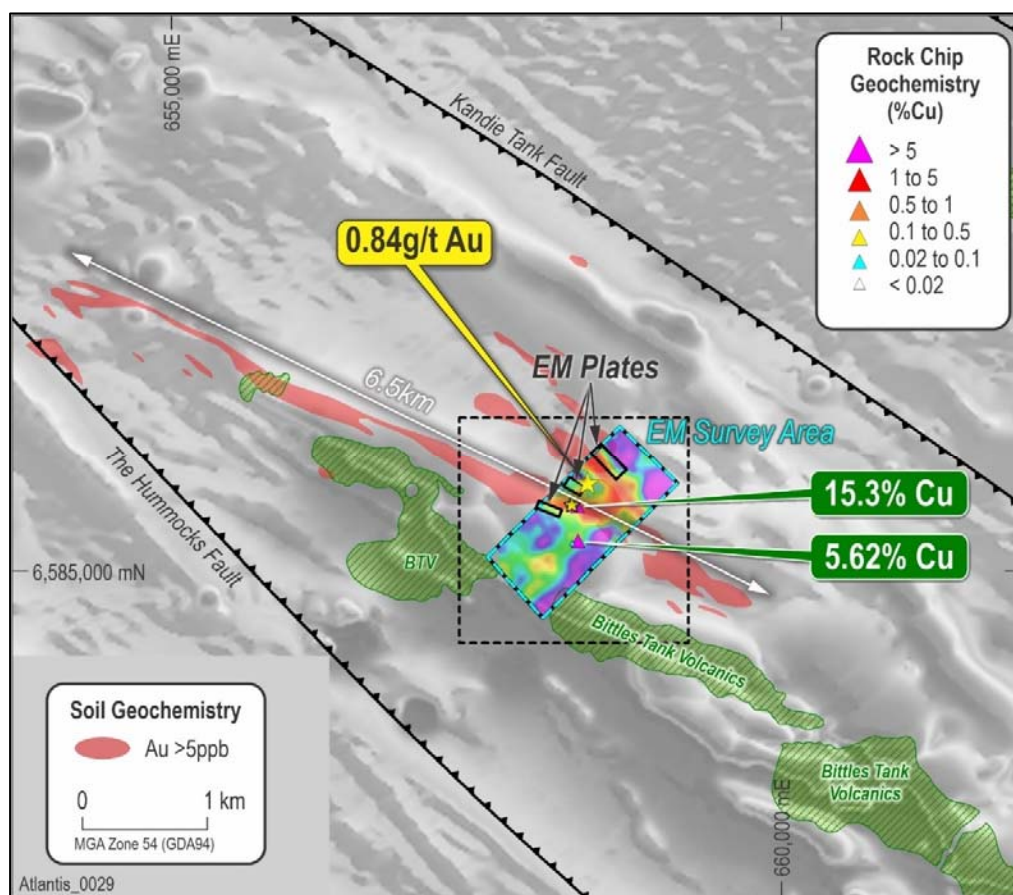 655,000 mE
Kandie Tank Fault
Rock Chip
Geochemistry
(%Cu)
> 5
1 to 5
0.5 to 1
0.1 to 0.5
0.02 to 0.1
< 0.02
0.84g/t Au
6.5km
EM Plates
EM Survey Area
The Hummocks Fault
15.3% Cu
5.62% Cu
6,585,000 mN
BTV
Bittles Tank Volcanics
Bittles Tank
Volcanics
660,000 mE
Soil Geochemistry
Au >5ppb
0 1 km
MGA Zone 54 (GDA94)
Atlantis_0029